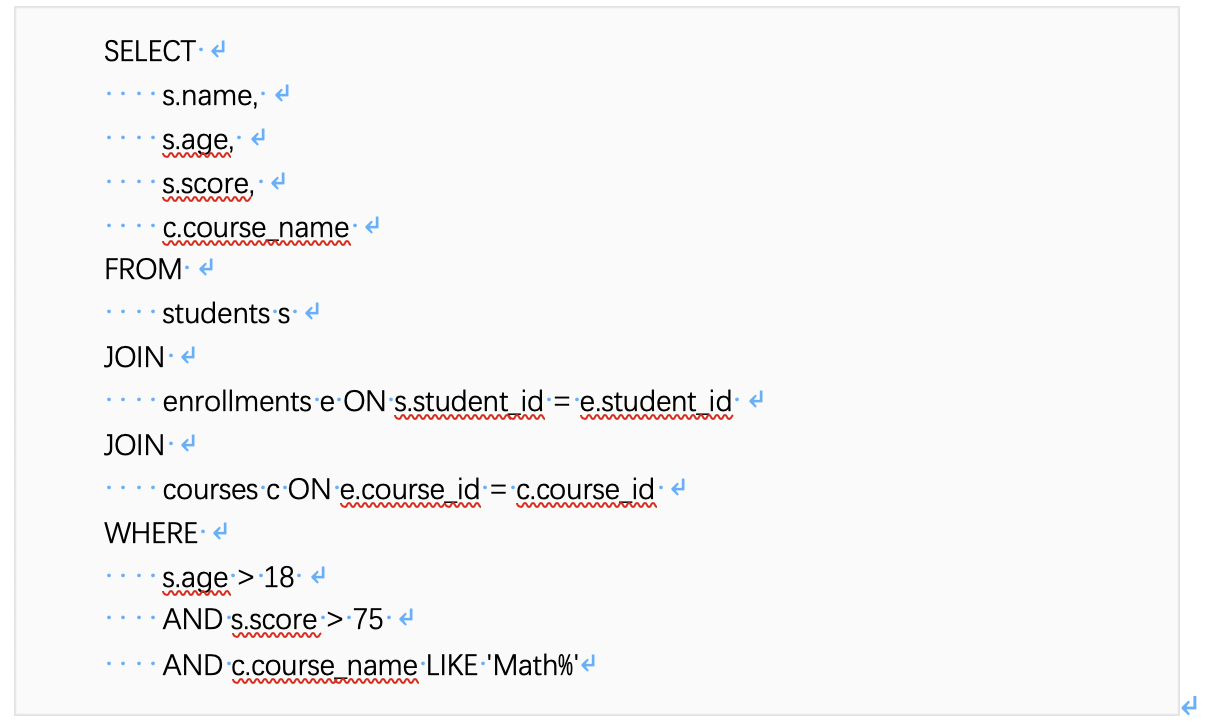 SELECT
    s.name,
    s.age,
    s.score,
    c.course_name
FROM
    students s
JOIN
    enrollments e ON s.student_id = e.student_id
JOIN
    courses c ON e.course_id = c.course_id
WHERE
    s.age > 18
    AND s.score > 75
    AND c.course_name LIKE 'Math%'